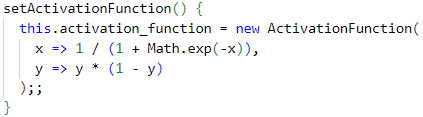 setActivationFunction() {
this.activation_function = new ActivationFunction(
x => 1 / (1 + Math.exp(-x)),
y => y * (1 - y)
);;
}